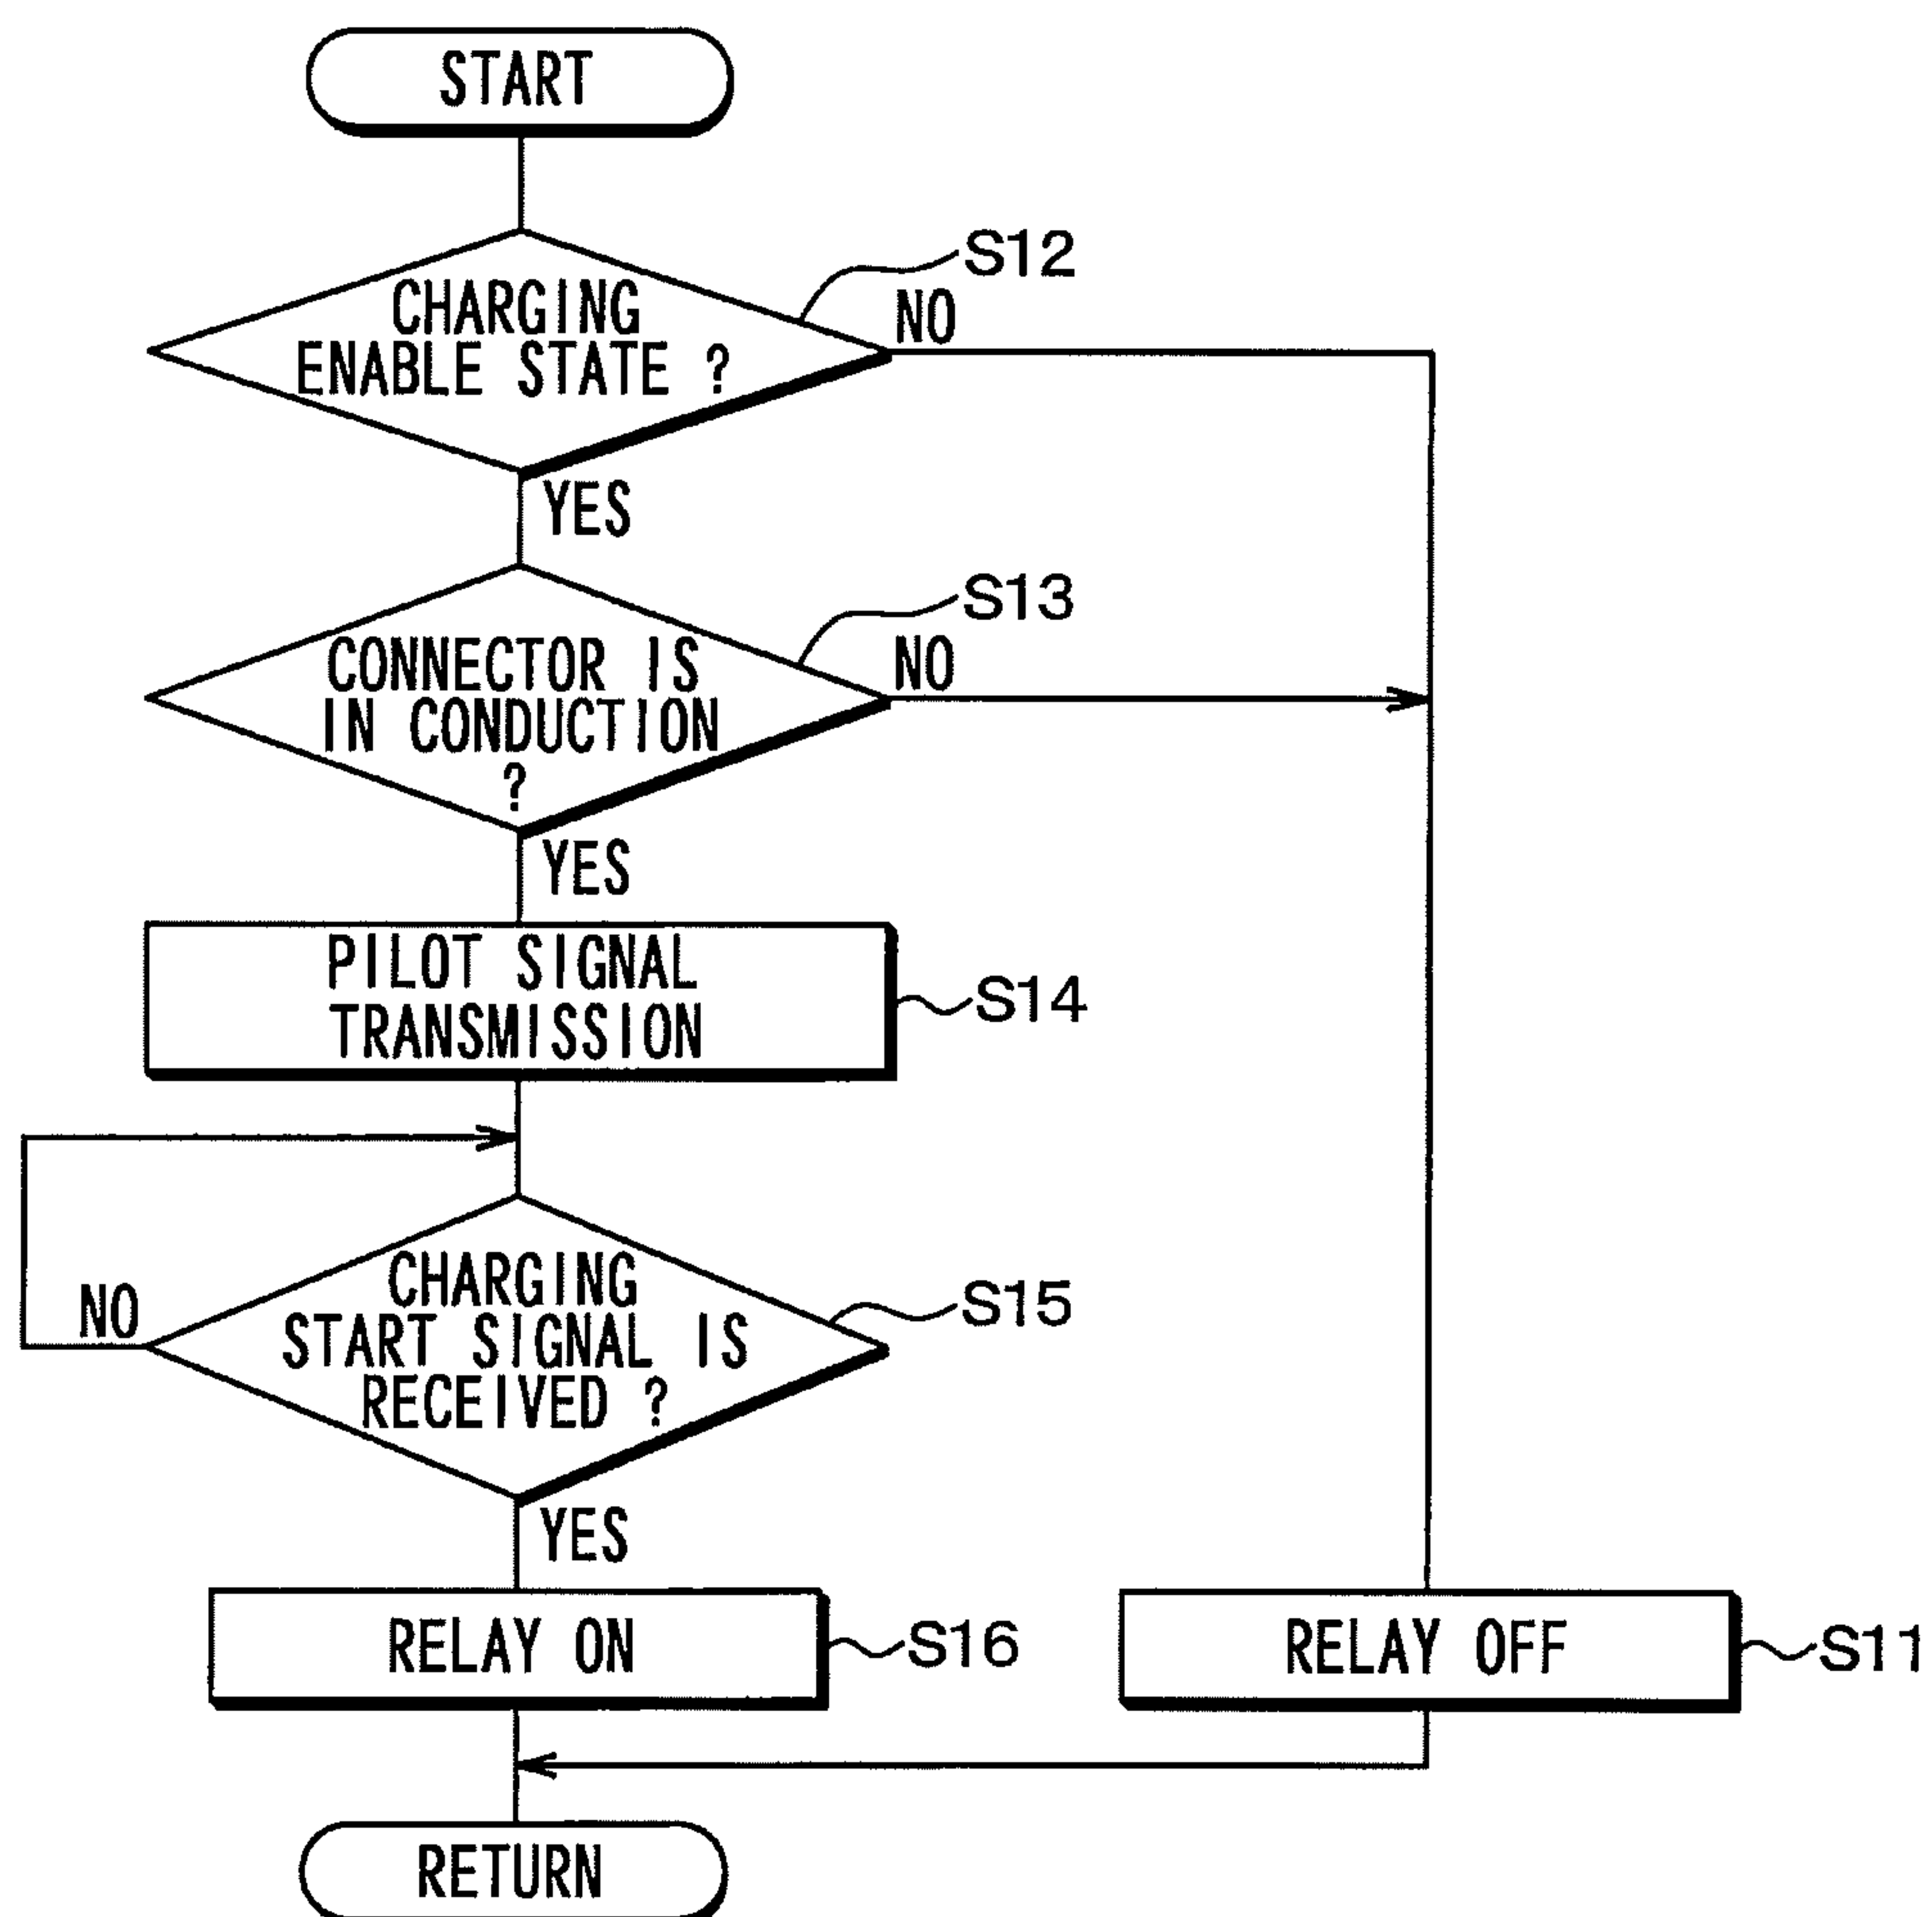 START
S12
CHARGING
ENABLE STATE ?
NO
YES
S13
CONNECTOR IS
IN CONDUCTION
?
NO
YES
PILOT SIGNAL
TRANSMISSION
S14
CHARGING
START SIGNAL IS
RECEIVED ?
NO
S15
YES
RELAY ON
S16
RELAY OFF
S11
RETURN